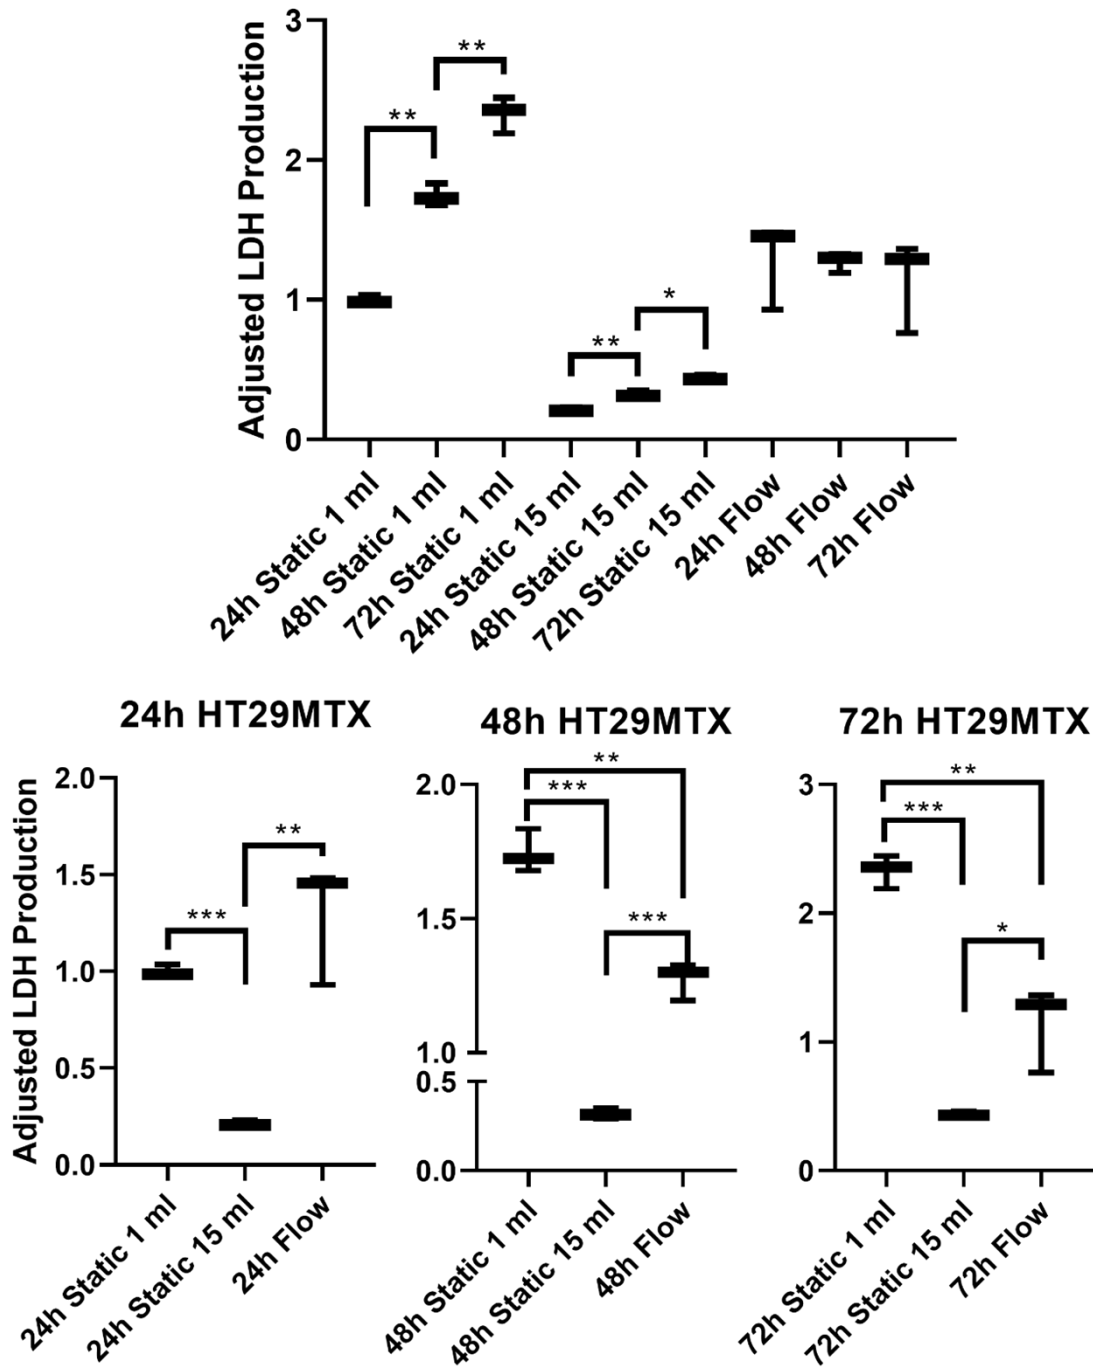 Adjusted LDH Production
3
2
1
0
**
**
**
*
24h Static 1 ml
48h Static 1 ml
72h Static 1 ml
24h Static 15 ml
48h Static 15 ml
72h Static 15 ml
24h Flow
48h Flow
72h Flow
24h HT29MTX
Adjusted LDH Production
2.0
1.5
1.0
0.5
0.0
***
**
24h Static 1 ml
24h Static 15 ml
24h Flow
48h HT29MTX
2.0
1.5
1.0
0.5
0.0
**
***
***
48h Static 1 ml
48h Static 15 ml
48h Flow
72h HT29MTX
3
2
1
0
**
***
*
72h Static 1 ml
72h Static 15 ml
72h Flow